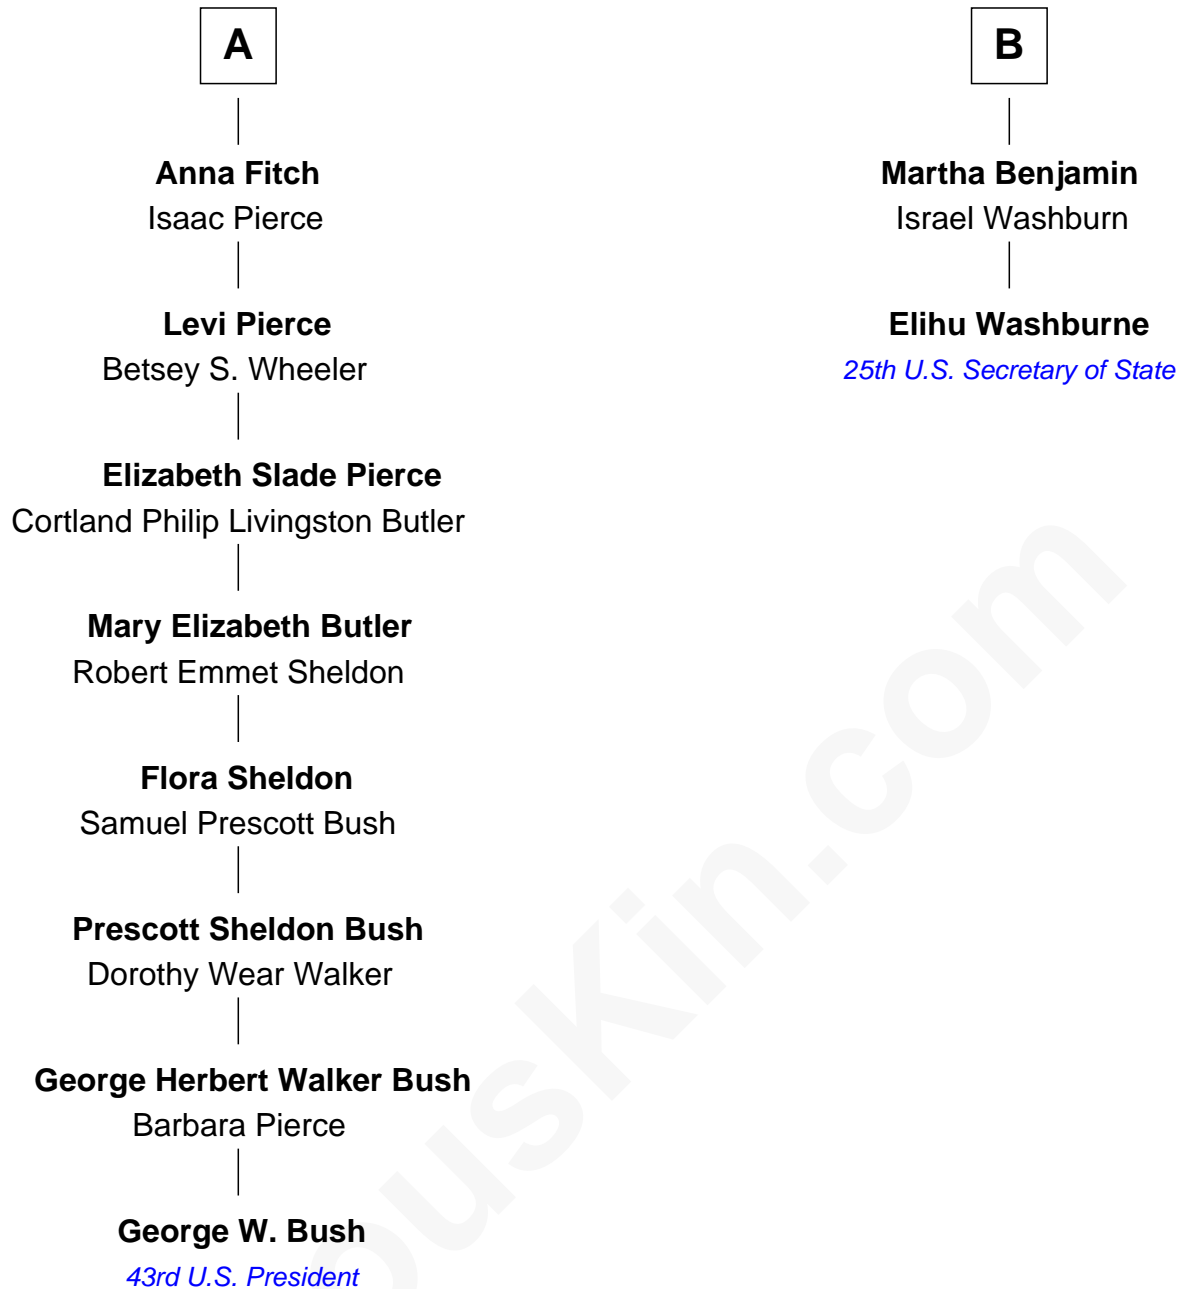 A
Anna Fitch
Isaac Pierce
Levi Pierce
Betsey S. Wheeler
Elizabeth Slade Pierce
Cortland Philip Livingston Butler
Mary Elizabeth Butler
Robert Emmet Sheldon
Flora Sheldon
Samuel Prescott Bush
Prescott Sheldon Bush
Dorothy Wear Walker
George Herbert Walker Bush
Barbara Pierce
George W. Bush
43rd U.S. President
B
Martha Benjamin
Israel Washburn
Elihu Washburne
25th U.S. Secretary of State
ousKin.com